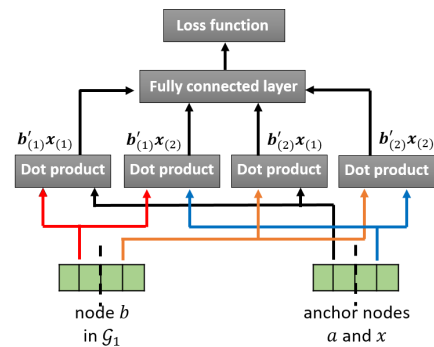 Loss function
Fully connected layer
𝒃′₍₁₎𝒙₍₁₎ 𝒃′₍₁₎𝒙₍₂₎ 𝒃′₍₂₎𝒙₍₁₎ 𝒃′₍₂₎𝒙₍₂₎
Dot product Dot product Dot product Dot product
node 𝑏 anchor nodes
in 𝒢₁ 𝑎 and 𝑥